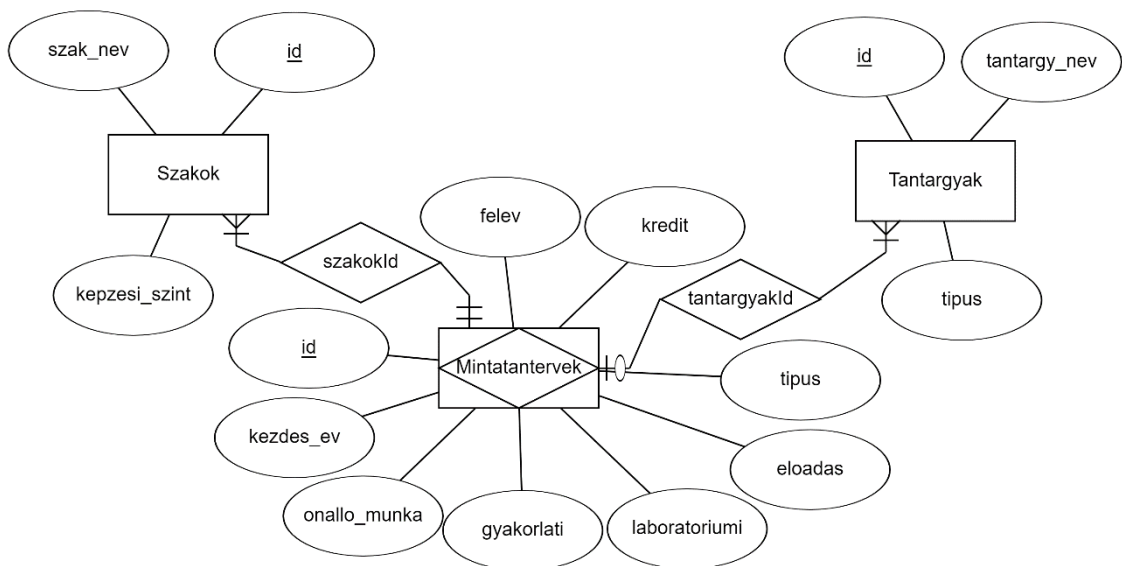 szak_nev
id
id
tantargy_nev
Szakok
Tantargyak
felev
kredit
szakokId
kepzesi_szint
tantargyakId
tipus
id
Mintatantervek
tipus
kezdes_ev
eloadas
onallo_munka
gyakorlati
laboratoriumi